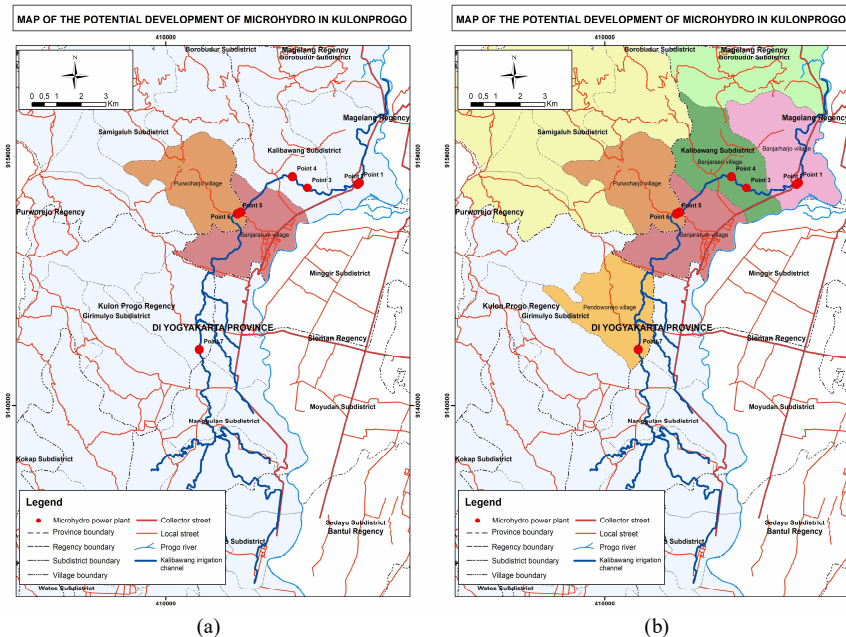 MAP OF THE POTENTIAL DEVELOPMENT OF MICROHYDRO IN KULONPROGO
410000
Borobudur Subdistrict
Magelang Regency
Borobudur Subdistrict
N
0 0,5 1 2 3
Km
Magelang Regency
Samigaluh Subdistrict
9156000
Kalibawang Subdistrict
Point 4
Point 3
Point 1
Purwoharjo village
Purworejo Regency
Point 5
Point 6
Banjararum village
Minggir Subdistrict
Kulon Progo Regency
Girimulyo Subdistrict
DI YOGYAKARTA PROVINCE
Sleman Regency
Point 7
9140000
Moyudan Subdistrict
Nanggulan Subdistrict
Kokap Subdistrict
Legend
Microhydro power plant
Province boundary
Regency boundary
Subdistrict boundary
Village boundary
Collector street
Local street
Progo river
Kalibawang irrigation
channel
Sedayu Subdistrict
Bantul Regency
Subdistrict
Wates Subdistrict
410000
(a)
MAP OF THE POTENTIAL DEVELOPMENT OF MICROHYDRO IN KULONPROGO
410000
Borobudur Subdistrict
Magelang Regency
Borobudur Subdistrict
N
0 0,5 1 2 3
Km
Magelang Regency
Samigaluh Subdistrict
9156000
Kalibawang Subdistrict
Banjarharjo village
Point 4
Point 3
Point 1
Purwoharjo village
Purworejo Regency
Point 5
Point 6
Banjararum village
Minggir Subdistrict
Kulon Progo Regency
Girimulyo Subdistrict
Pendoworejo village
DI YOGYAKARTA PROVINCE
Sleman Regency
Point 7
9140000
Moyudan Subdistrict
Nanggulan Subdistrict
Kokap Subdistrict
Legend
Microhydro power plant
Province boundary
Regency boundary
Subdistrict boundary
Village boundary
Collector street
Local street
Progo river
Kalibawang irrigation
channel
Sedayu Subdistrict
Bantul Regency
Subdistrict
Wates Subdistrict
410000
(b)